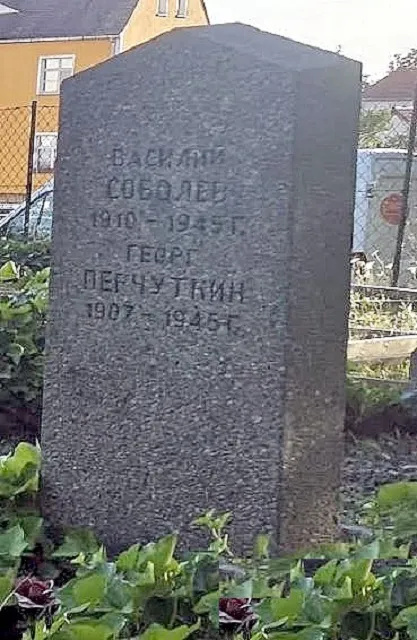 ВАСИЛИЙ
СОБОЛЕВ
1910 - 1945 Г.
ГЕОРГ
ПЕРЧУТКИН
1907 - 1945 Г.